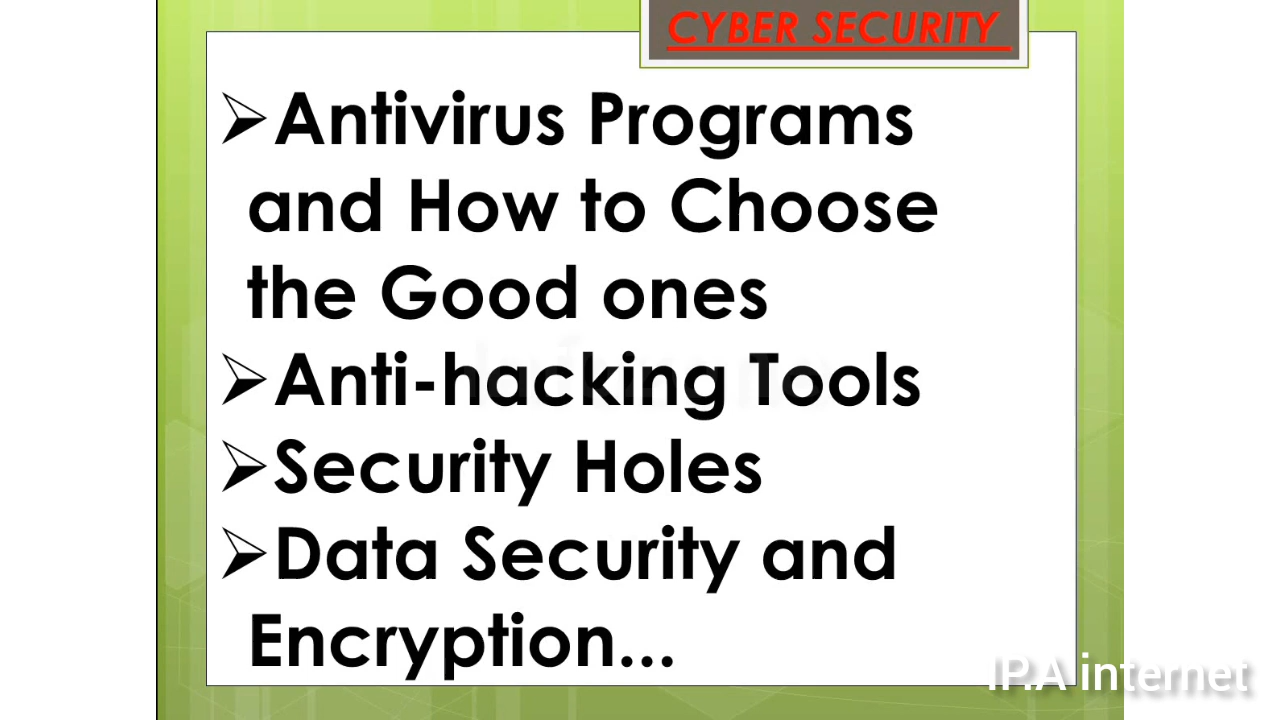 CYBER SECURITY
➢Antivirus Programs
and How to Choose
the Good ones
➢Anti-hacking Tools
➢Security Holes
➢Data Security and
Encryption...
IP.A internet